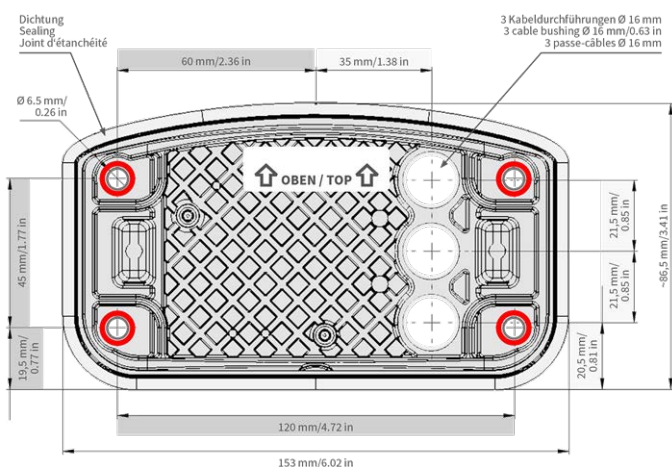 Dichtung
Sealing
Joint d'étanchéité
3 Kabeldurchführungen Ø 16 mm
3 cable bushing Ø 16 mm/0.63 in
3 passe-câbles Ø 16 mm
60 mm/2.36 in
35 mm/1.38 in
Ø 6.5 mm/
0.26 in
OBEN / TOP
45 mm/1.77 in
19,5 mm/
0.77 in
21,5 mm/
0.85 in
21,5 mm/
0.85 in
20,5 mm/
0.81 in
~86,5 mm/3.41 in
120 mm/4.72 in
153 mm/6.02 in